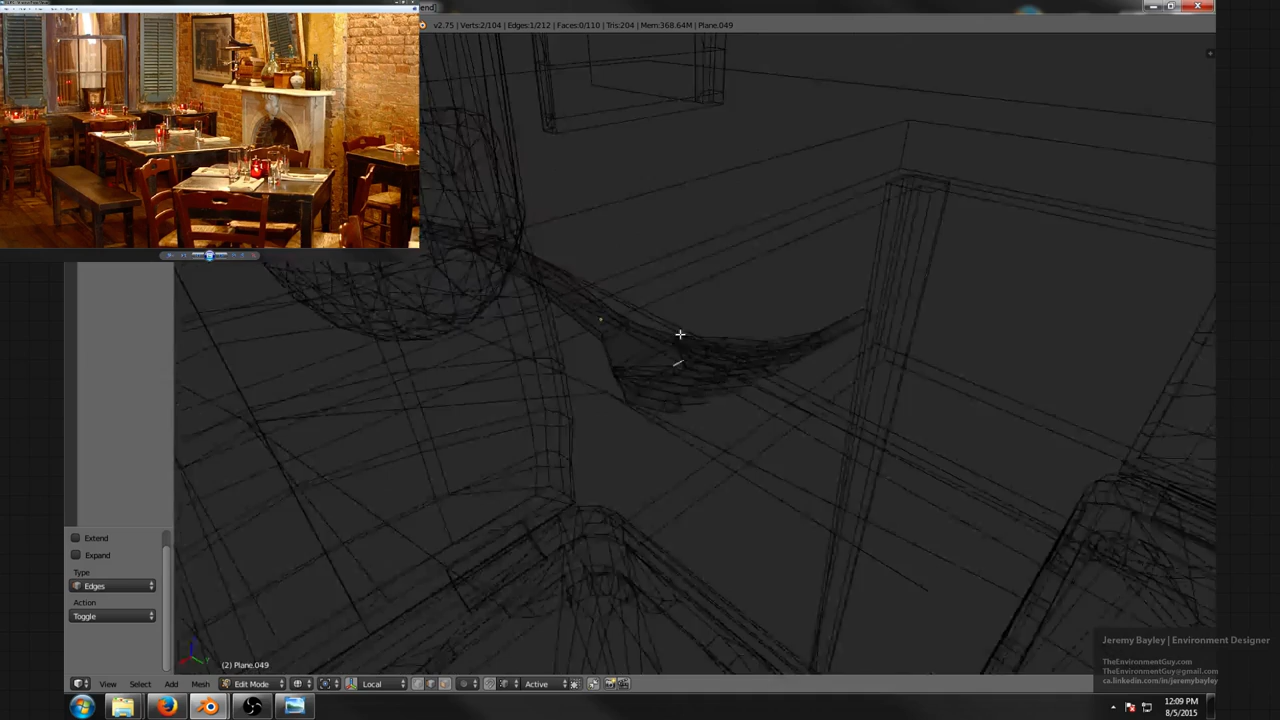 end]
v2.75 | Verts:2/104 | Edges:1/212 | Faces:0/110 | Tris:204 | Mem:368.64M | Plane.049
Extend
Expand
Type
Edges
Action
Toggle
(2) Plane.049
Jeremy Bayley | Environment Designer
TheEnvironmentGuy.com
TheEnvironmentGuy@gmail.com
ca.linkedin.com/in/jeremybayley
View Select Add Mesh Edit Mode Local Active
12:09 PM
8/5/2015